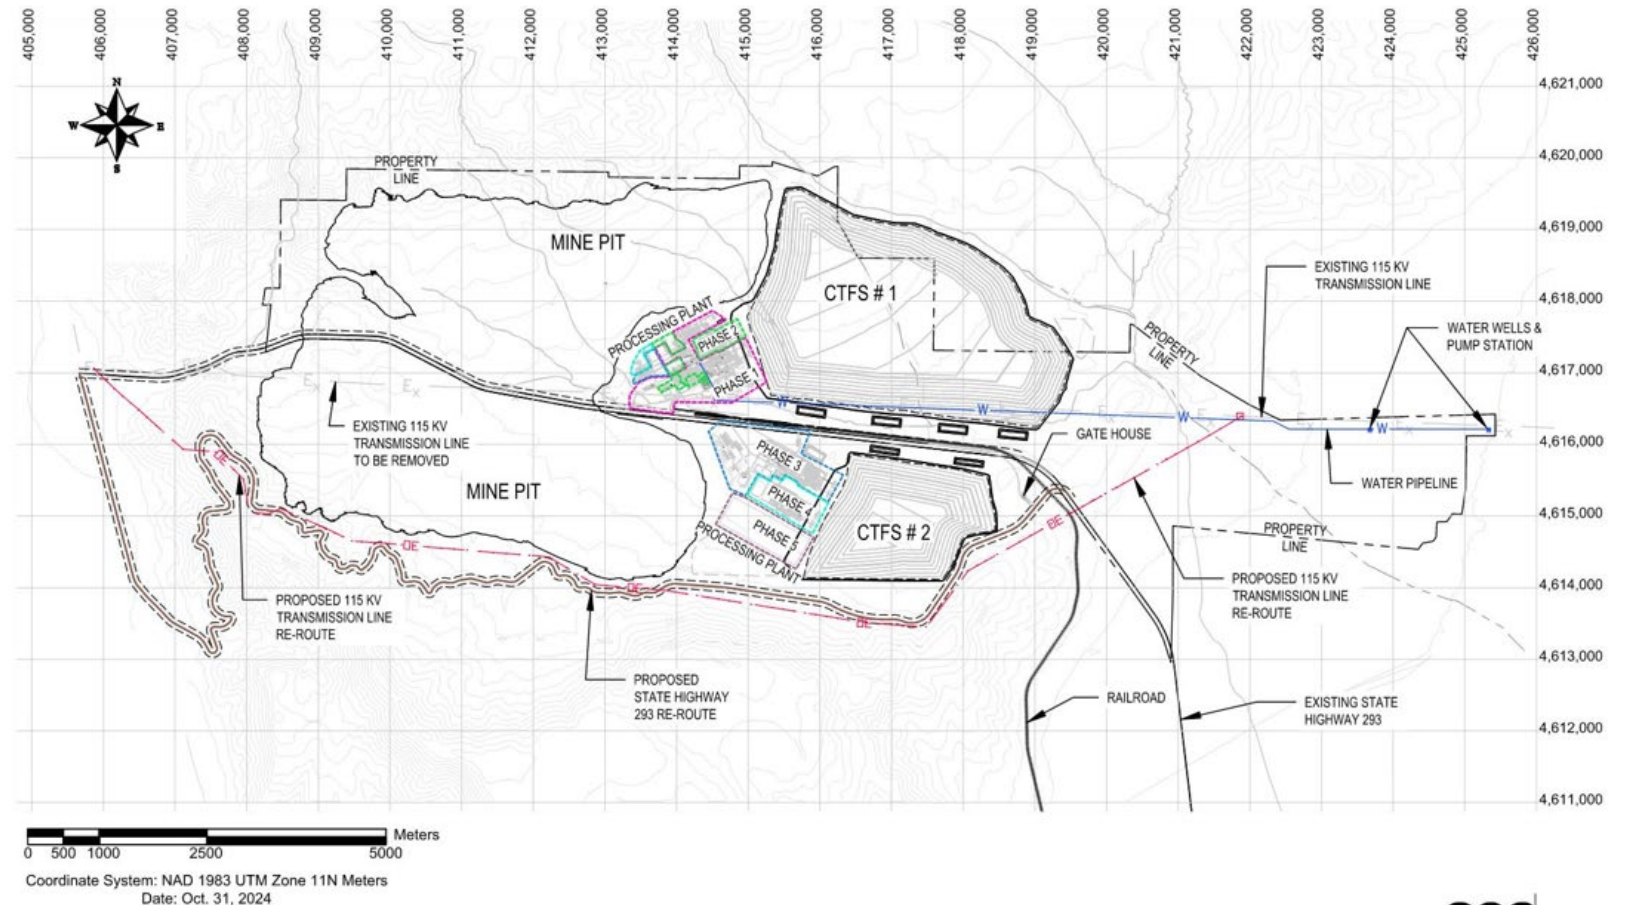 405,000
406,000
407,000
408,000
409,000
410,000
411,000
412,000
413,000
414,000
415,000
416,000
417,000
418,000
419,000
420,000
421,000
422,000
423,000
424,000
425,000
426,000
4,621,000
4,620,000
4,619,000
4,618,000
4,617,000
4,616,000
4,615,000
4,614,000
4,613,000
4,612,000
4,611,000
N
W
E
S
PROPERTY
LINE
MINE PIT
CTFS # 1
EXISTING 115 KV
TRANSMISSION LINE
WATER WELLS &
PUMP STATION
PROPERTY
LINE
PROCESSING PLANT
PHASE 2
PHASE 1
W
W
W
W
EXISTING 115 KV
TRANSMISSION LINE
TO BE REMOVED
GATE HOUSE
WATER PIPELINE
MINE PIT
PHASE 3
PHASE 4
PHASE 5
PROCESSING PLANT
CTFS # 2
PROPERTY
LINE
PROPOSED 115 KV
TRANSMISSION LINE
RE-ROUTE
PROPOSED 115 KV
TRANSMISSION LINE
RE-ROUTE
PROPOSED
STATE HIGHWAY
293 RE-ROUTE
RAILROAD
EXISTING STATE
HIGHWAY 293
Meters
0 500 1000 2500 5000
Coordinate System: NAD 1983 UTM Zone 11N Meters
Date: Oct. 31, 2024